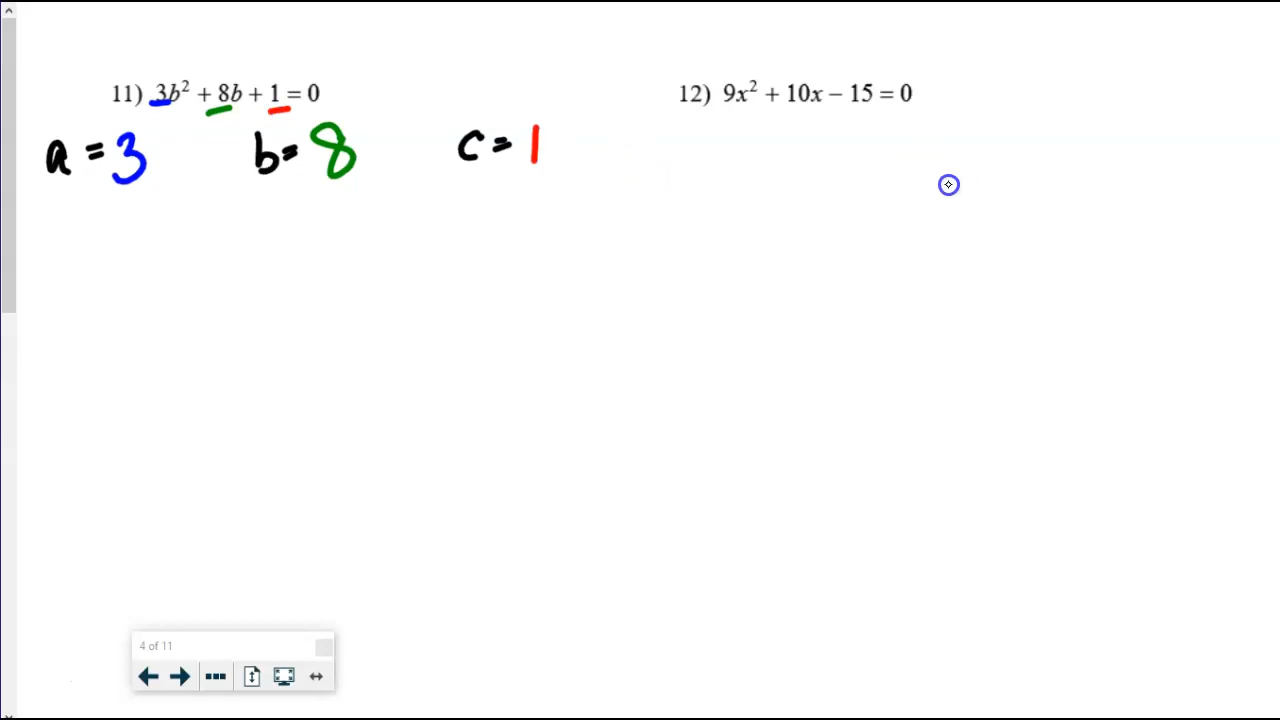 11) 3b² + 8b + 1 = 0
a = 3 b = 8 c = 1
12) 9x² + 10x − 15 = 0
4 of 11